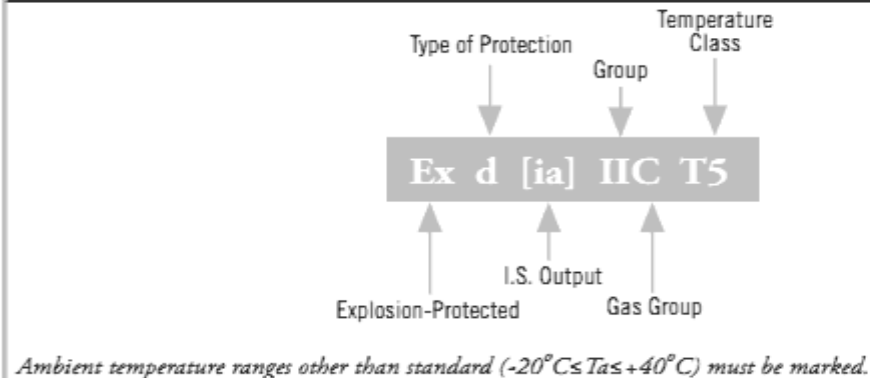 Temperature
Class
Type of Protection
Group
Ex d [ia] IIC T5
I.S. Output
Explosion-Protected
Gas Group
Ambient temperature ranges other than standard (-20°C≤Ta≤+40°C) must be marked.